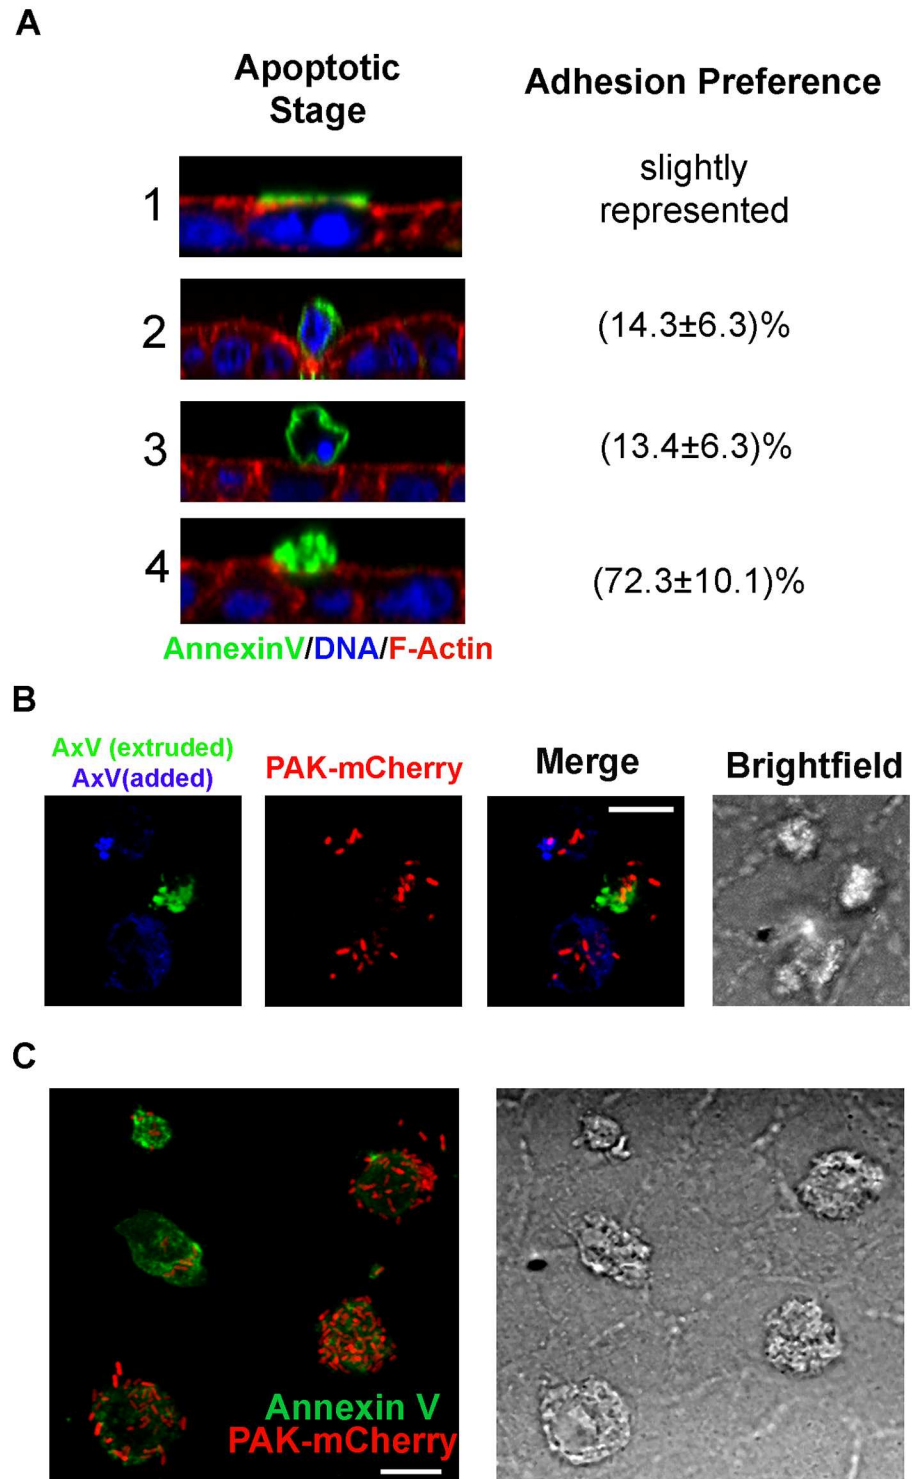 A
Apoptotic
Stage
Adhesion Preference
1
slightly
represented
2
(14.3±6.3)%
3
(13.4±6.3)%
4
(72.3±10.1)%
AnnexinV/DNA/F-Actin
B
AxV (extruded)
AxV(added)
PAK-mCherry
Merge
Brightfield
C
Annexin V
PAK-mCherry